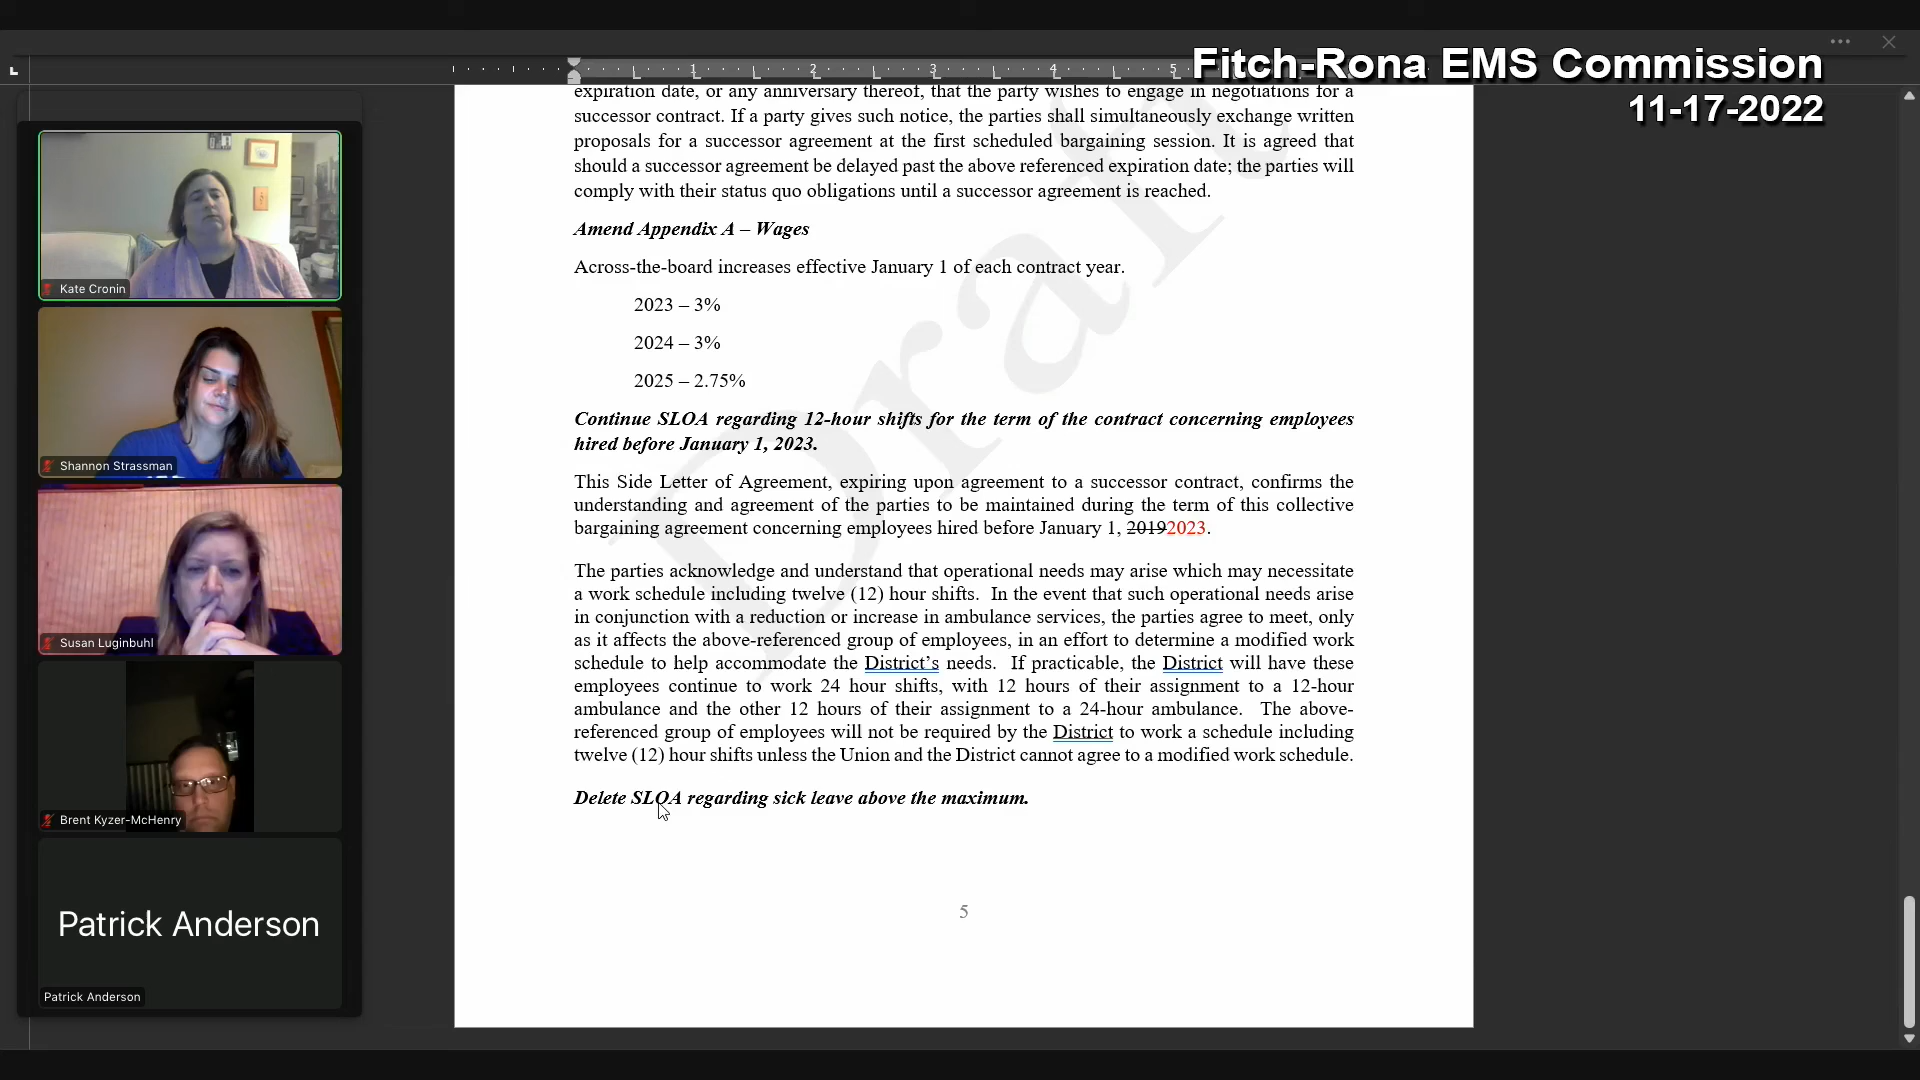 Fitch-Rona EMS Commission
11-17-2022
1 2 3 4 5
expiration date, or any anniversary thereof, that the party wishes to engage in negotiations for a
successor contract. If a party gives such notice, the parties shall simultaneously exchange written
proposals for a successor agreement at the first scheduled bargaining session. It is agreed that
should a successor agreement be delayed past the above referenced expiration date; the parties will
comply with their status quo obligations until a successor agreement is reached.
Amend Appendix A – Wages
Across-the-board increases effective January 1 of each contract year.
2023 – 3%
2024 – 3%
2025 – 2.75%
Continue SLOA regarding 12-hour shifts for the term of the contract concerning employees
hired before January 1, 2023.
This Side Letter of Agreement, expiring upon agreement to a successor contract, confirms the
understanding and agreement of the parties to be maintained during the term of this collective
bargaining agreement concerning employees hired before January 1, 20192023.
The parties acknowledge and understand that operational needs may arise which may necessitate
a work schedule including twelve (12) hour shifts. In the event that such operational needs arise
in conjunction with a reduction or increase in ambulance services, the parties agree to meet, only
as it affects the above-referenced group of employees, in an effort to determine a modified work
schedule to help accommodate the District's needs. If practicable, the District will have these
employees continue to work 24 hour shifts, with 12 hours of their assignment to a 12-hour
ambulance and the other 12 hours of their assignment to a 24-hour ambulance. The above-
referenced group of employees will not be required by the District to work a schedule including
twelve (12) hour shifts unless the Union and the District cannot agree to a modified work schedule.
Delete SLOA regarding sick leave above the maximum.
5
Draft
Kate Cronin
Shannon Strassman
Susan Luginbuhl
Brent Kyzer-McHenry
Patrick Anderson
Patrick Anderson